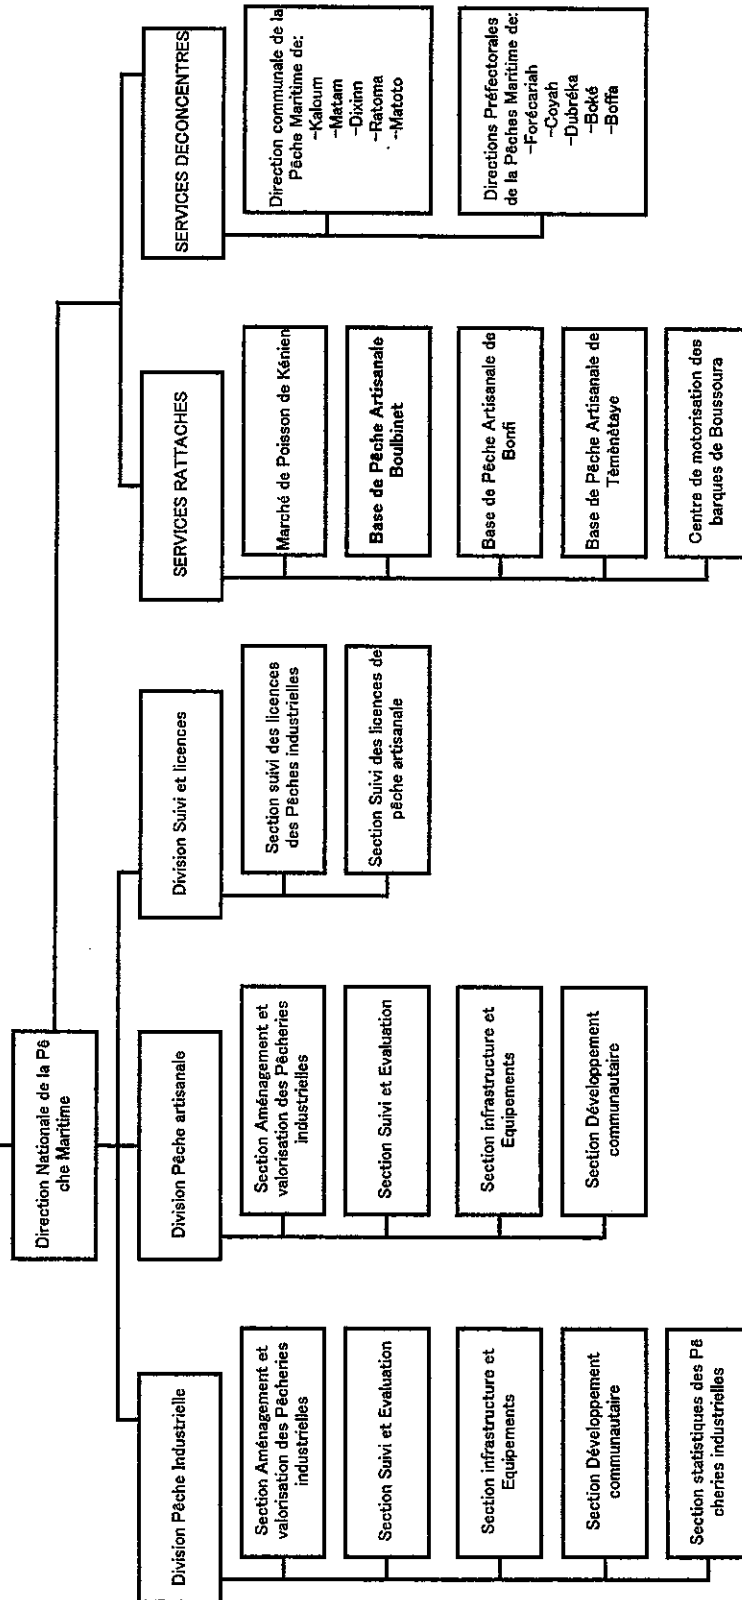 Direction Nationale de la Pê
che Maritime
Division Pêche Industrielle
Section Aménagement et
valorisation des Pêcheries
industrielles
Section Suivi et Evaluation
Section infrastructure et
Equipements
Section Développement
communautaire
Section statistiques des Pê
cheries industrielles
Division Pêche artisanale
Section Aménagement et
valorisation des Pêcheries
industrielles
Section Suivi et Evaluation
Section infrastructure et
Equipements
Section Développement
communautaire
Division Suivi et licences
Section suivi des licences
des Pêches industrielles
Section Suivi des licences de
pêche artisanale
SERVICES RATTACHES
Marché de Poisson de Kénien
Base de Pêche Artisanale
Boulbinet
Base de Pêche Artisanale de
Bonfi
Base de Pêche Artisanale de
Tèmènètaye
Centre de motorisation des
barques de Boussoura
SERVICES DECONCENTRES
Direction communale de la
Pêche Maritime de:
-Kaloum
-Matam
-Dixinn
-Ratoma
-Matoto
Directions Préfectorales
de la Pêches Maritime de:
-Forécariah
-Coyah
-Dubréka
-Boké
-Boffa